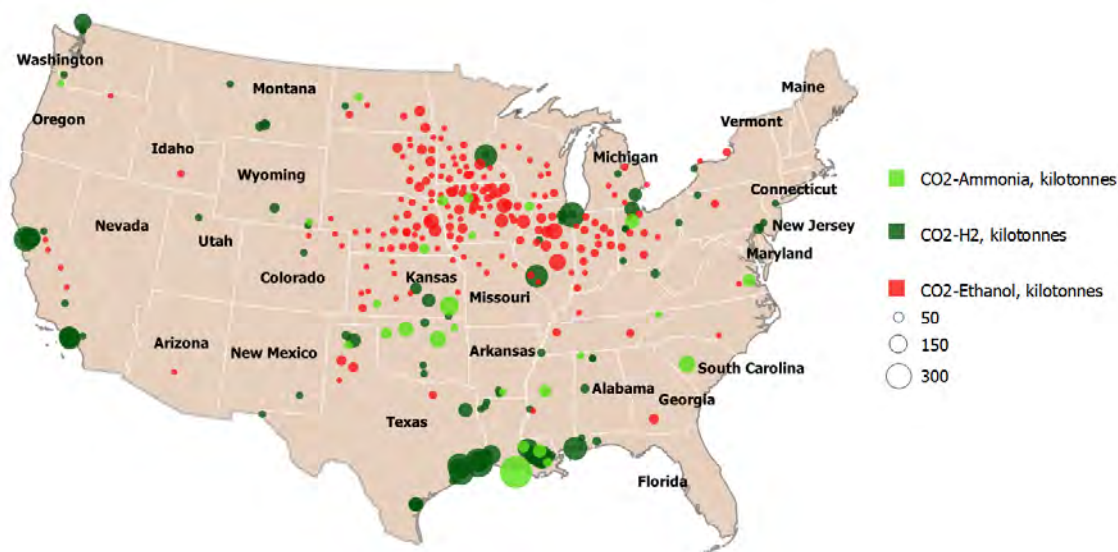 Washington
Montana
Maine
Oregon
Vermont
Idaho
Michigan
Wyoming
CO2-Ammonia, kilotonnes
Connecticut
Nevada
New Jersey
CO2-H2, kilotonnes
Utah
Maryland
Colorado
Kansas
Missouri
CO2-Ethanol, kilotonnes
50
Arizona
New Mexico
Arkansas
150
South Carolina
300
Alabama
Georgia
Texas
Florida